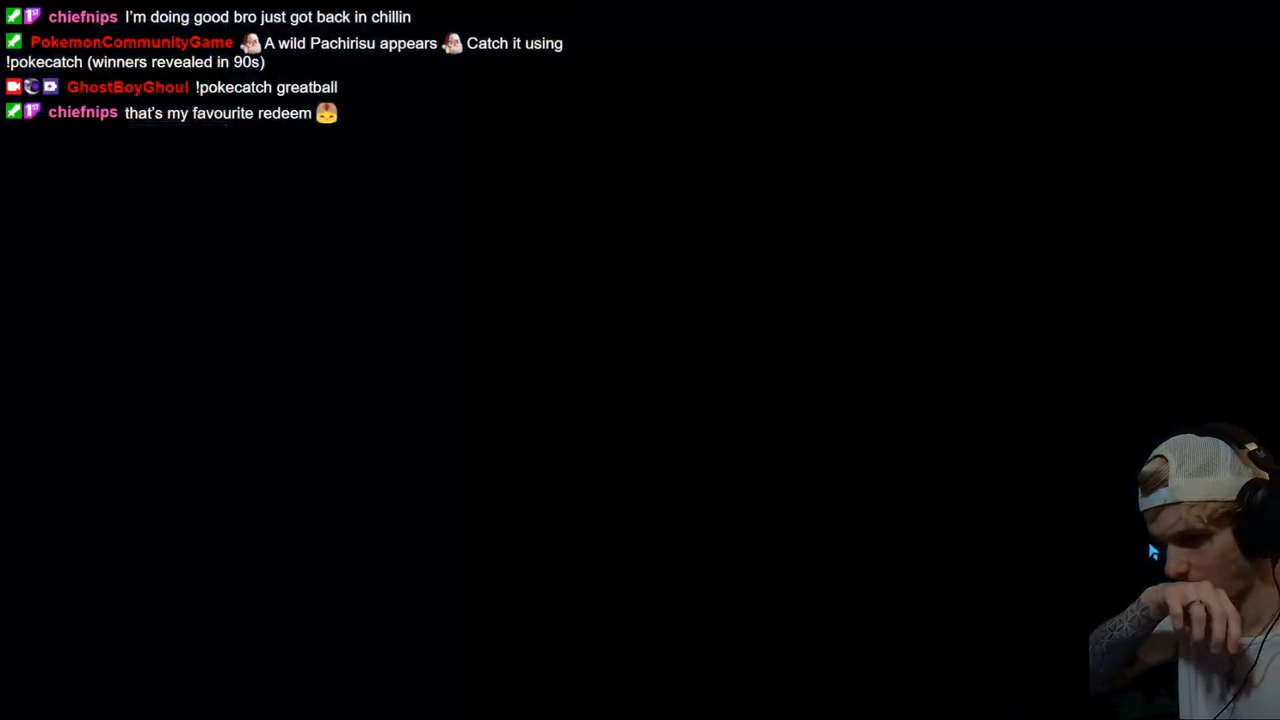 chiefnips I'm doing good bro just got back in chillin
PokemonCommunityGame A wild Pachirisu appears Catch it using
!pokecatch (winners revealed in 90s)
GhostBoyGhoul !pokecatch greatball
chiefnips that's my favourite redeem